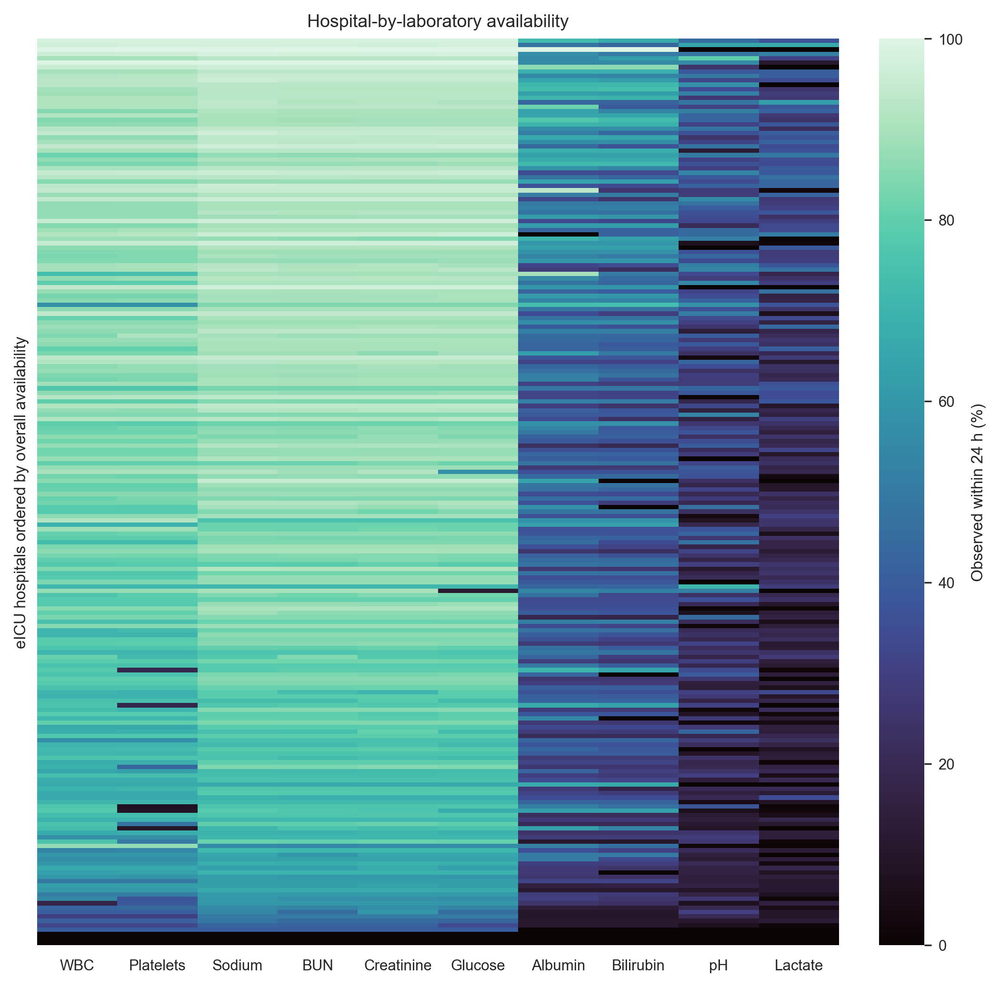 Hospital-by-laboratory availability
eICU hospitals ordered by overall availability
WBC Platelets Sodium BUN Creatinine Glucose Albumin Bilirubin pH Lactate
100
80
60
40
20
0
Observed within 24 h (%)